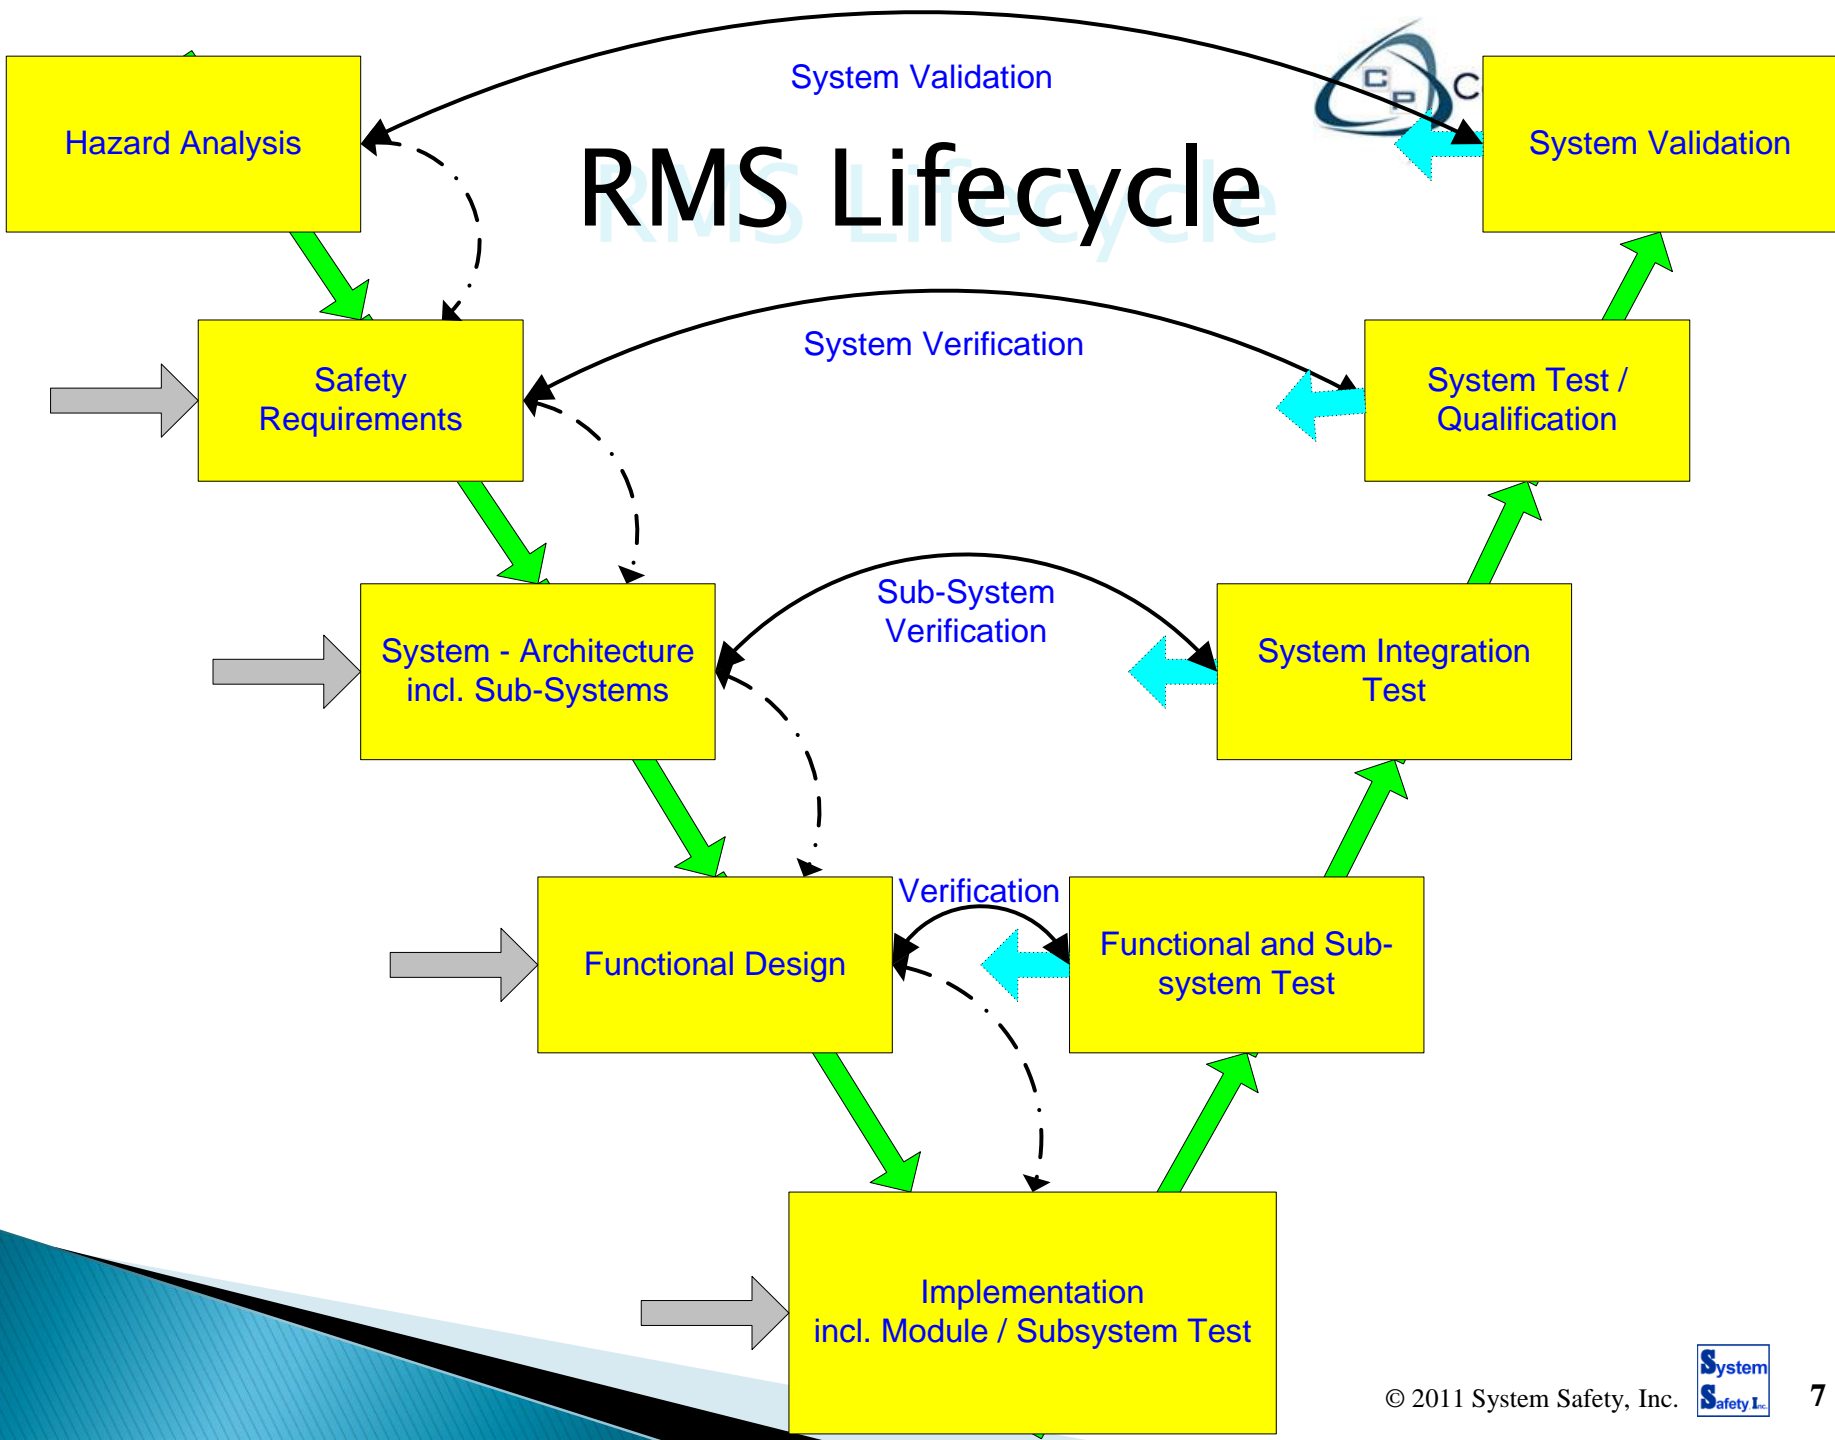 System Validation
C P C
Hazard Analysis
System Validation
RMS Lifecycle
System Verification
Safety
Requirements
System Test /
Qualification
Sub-System
Verification
System - Architecture
incl. Sub-Systems
System Integration
Test
Verification
Functional Design
Functional and Sub-
system Test
Implementation
incl. Module / Subsystem Test
System
Safety Inc.
© 2011 System Safety, Inc.
7